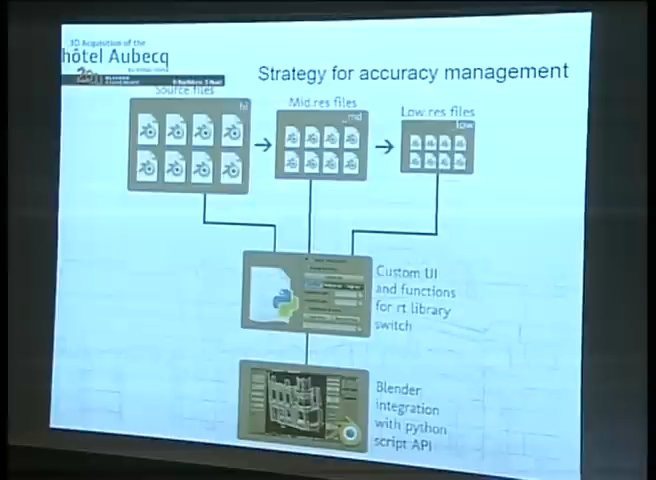 3D Acquisition of the
hôtel Aubecq
Strategy for accuracy management
Source files
Mid res files
Low res files
hi
_md
low
Custom UI
and functions
for rt library
switch
Blender
integration
with python
script API